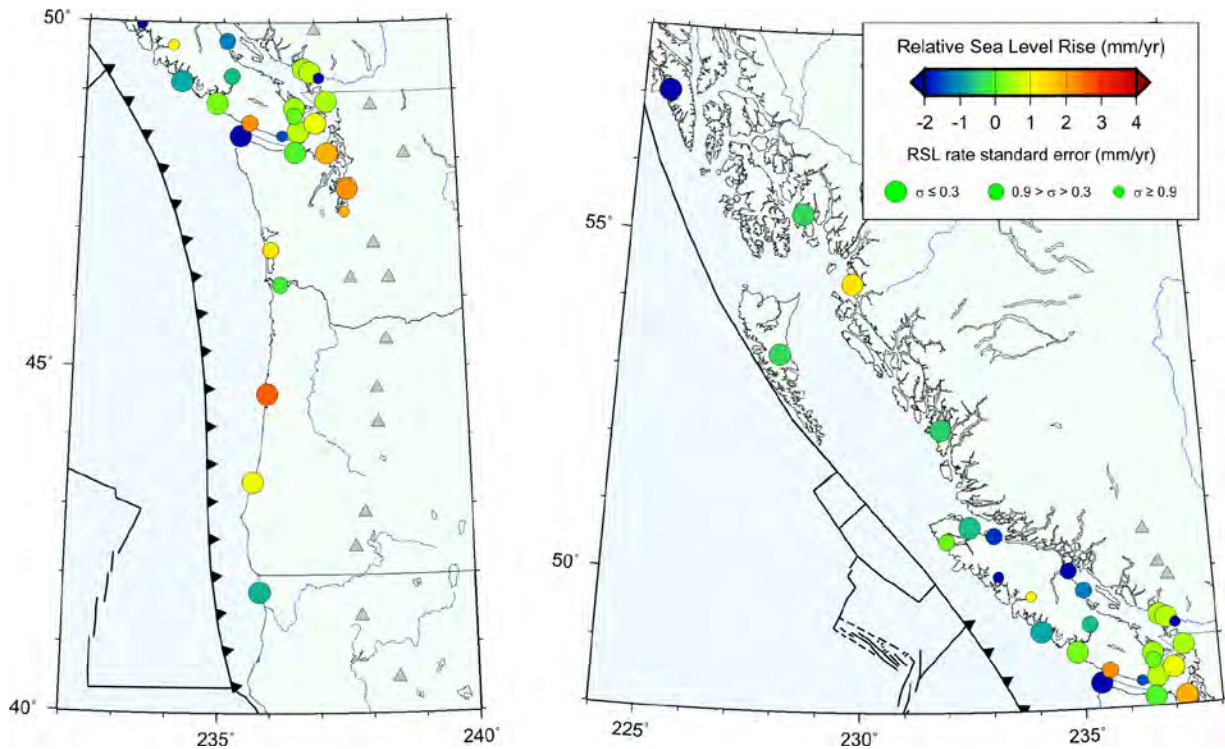 50˚
45˚
40˚
235˚
240˚
55˚
50˚
225˚
230˚
235˚
Relative Sea Level Rise (mm/yr)
-2 -1 0 1 2 3 4
RSL rate standard error (mm/yr)
σ ≤ 0.3 0.9 > σ > 0.3 σ ≥ 0.9